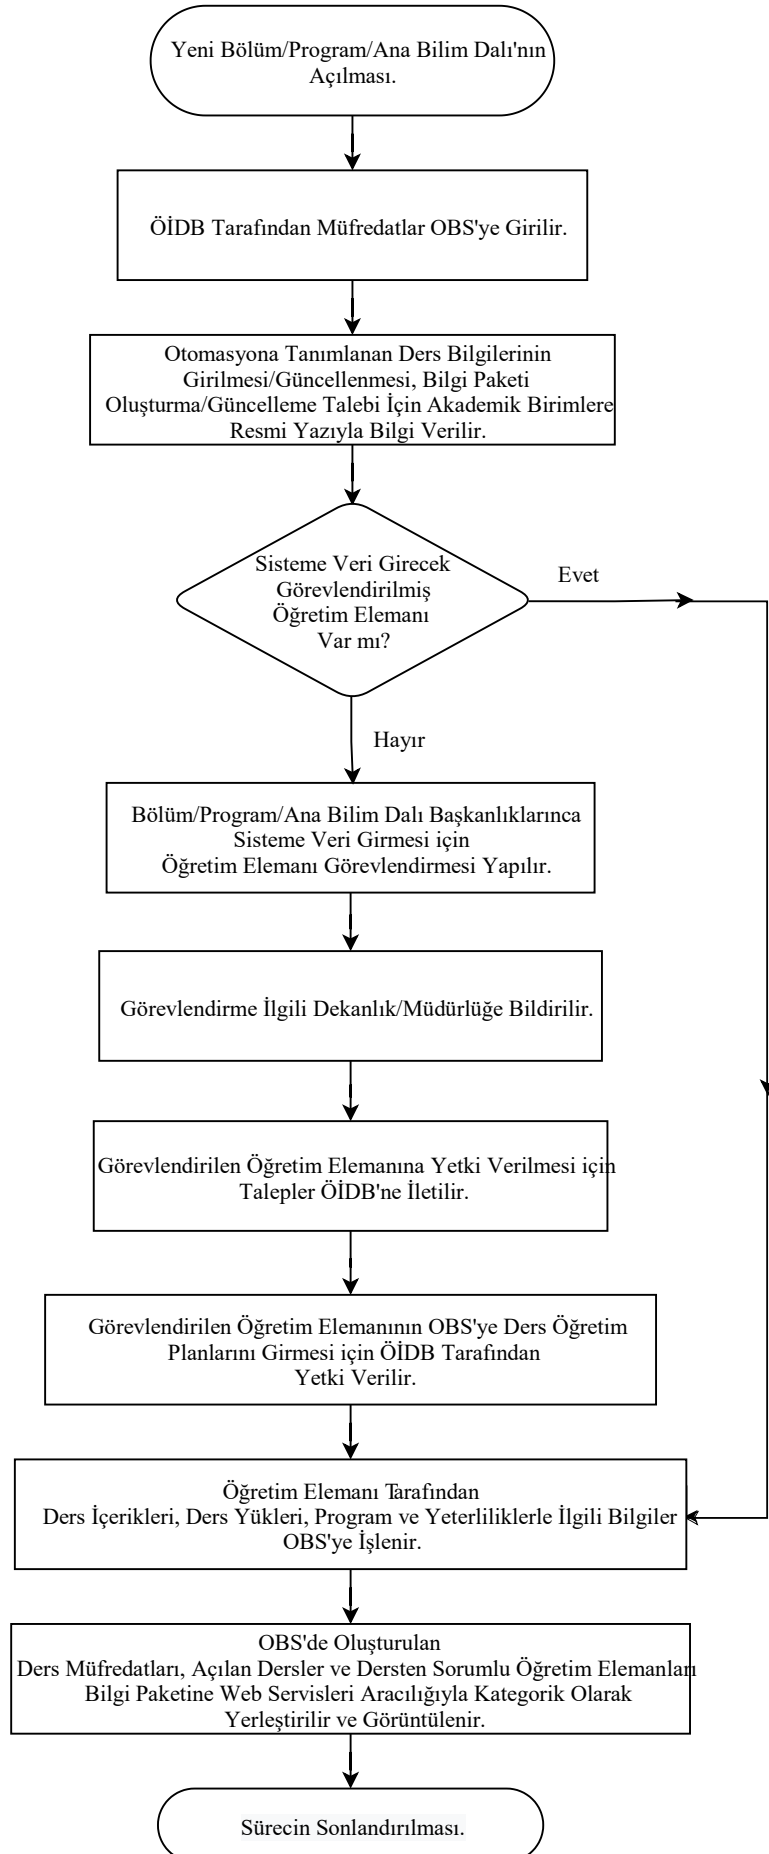 Yeni Bölüm/Program/Ana Bilim Dalı'nın
Açılması.
ÖİDB Tarafından Müfredatlar OBS'ye Girilir.
Otomasyona Tanımlanan Ders Bilgilerinin
Girilmesi/Güncellenmesi, Bilgi Paketi
Oluşturma/Güncelleme Talebi İçin Akademik Birimlere
Resmi Yazıyla Bilgi Verilir.
Sisteme Veri Girecek
Görevlendirilmiş
Öğretim Elemanı
Var mı?
Evet
Hayır
Bölüm/Program/Ana Bilim Dalı Başkanlıklarınca
Sisteme Veri Girmesi için
Öğretim Elemanı Görevlendirmesi Yapılır.
Görevlendirme İlgili Dekanlık/Müdürlüğe Bildirilir.
Görevlendirilen Öğretim Elemanına Yetki Verilmesi için
Talepler ÖİDB'ne İletilir.
Görevlendirilen Öğretim Elemanının OBS'ye Ders Öğretim
Planlarını Girmesi için ÖİDB Tarafından
Yetki Verilir.
Öğretim Elemanı Tarafından
Ders İçerikleri, Ders Yükleri, Program ve Yeterliliklerle İlgili Bilgiler
OBS'ye İşlenir.
OBS'de Oluşturulan
Ders Müfredatları, Açılan Dersler ve Dersten Sorumlu Öğretim Elemanları
Bilgi Paketine Web Servisleri Aracılığıyla Kategorik Olarak
Yerleştirilir ve Görüntülenir.
Sürecin Sonlandırılması.